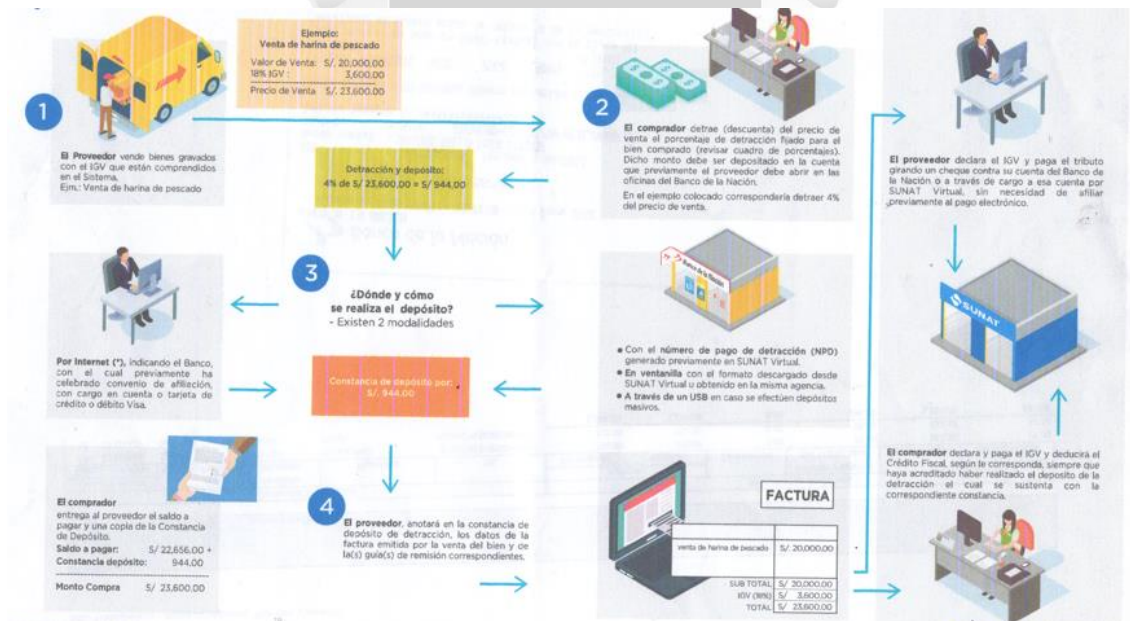 Ejemplo:
Venta de harina de pescado
Valor de Venta: S/. 20,000.00
18% IGV : 3,600.00
Precio de Venta S/. 23,600.00
1
El Proveedor vende bienes gravados
con el IGV que están comprendidos
en el Sistema.
Ejm.: Venta de harina de pescado
Detracción y depósito:
4% de S/ 23,600.00 = S/ 944.00
2
El comprador detrae (descuenta) del precio de
venta el porcentaje de detracción fijado para el
bien comprado (revisar cuadro de porcentajes).
Dicho monto debe ser depositado en la cuenta
que previamente el proveedor debe abrir en las
oficinas del Banco de la Nación.
En el ejemplo colocado correspondería detraer 4%
del precio de venta.
3
¿Dónde y cómo
se realiza el depósito?
- Existen 2 modalidades
Por Internet (*), indicando el Banco,
con el cual previamente ha
celebrado convenio de afiliación,
con cargo en cuenta o tarjeta de
crédito o débito Visa.
Banco de la Nación
Con el número de pago de detracción (NPD)
generado previamente en SUNAT Virtual.
En ventanilla con el formato descargado desde
SUNAT Virtual u obtenido en la misma agencia.
A través de un USB en caso se efectúen depósitos
masivos.
Constancia de depósito por:
S/. 944.00
El comprador
entrega al proveedor el saldo a
pagar y una copia de la Constancia
de Depósito.
Saldo a pagar: S/ 22,656.00 +
Constancia depósito: 944.00
Monto Compra S/ 23,600.00
4
El proveedor, anotará en la constancia de
depósito de detracción, los datos de la
factura emitida por la venta del bien y de
la(s) guía(s) de remisión correspondientes.
FACTURA
venta de harina de pescado S/. 20,000.00
SUB TOTAL S/ 20,000.00
IGV (18%) S/ 3,600.00
TOTAL S/ 23,600.00
El proveedor declara el IGV y paga el tributo
girando un cheque contra su cuenta del Banco de
la Nación o a través de cargo a esa cuenta por
SUNAT Virtual, sin necesidad de afiliar
previamente al pago electrónico.
SUNAT
El comprador declara y paga el IGV y deducirá el
Crédito Fiscal, según le corresponda, siempre que
haya acreditado haber realizado el deposito de la
detracción el cual se sustenta con la
correspondiente constancia.